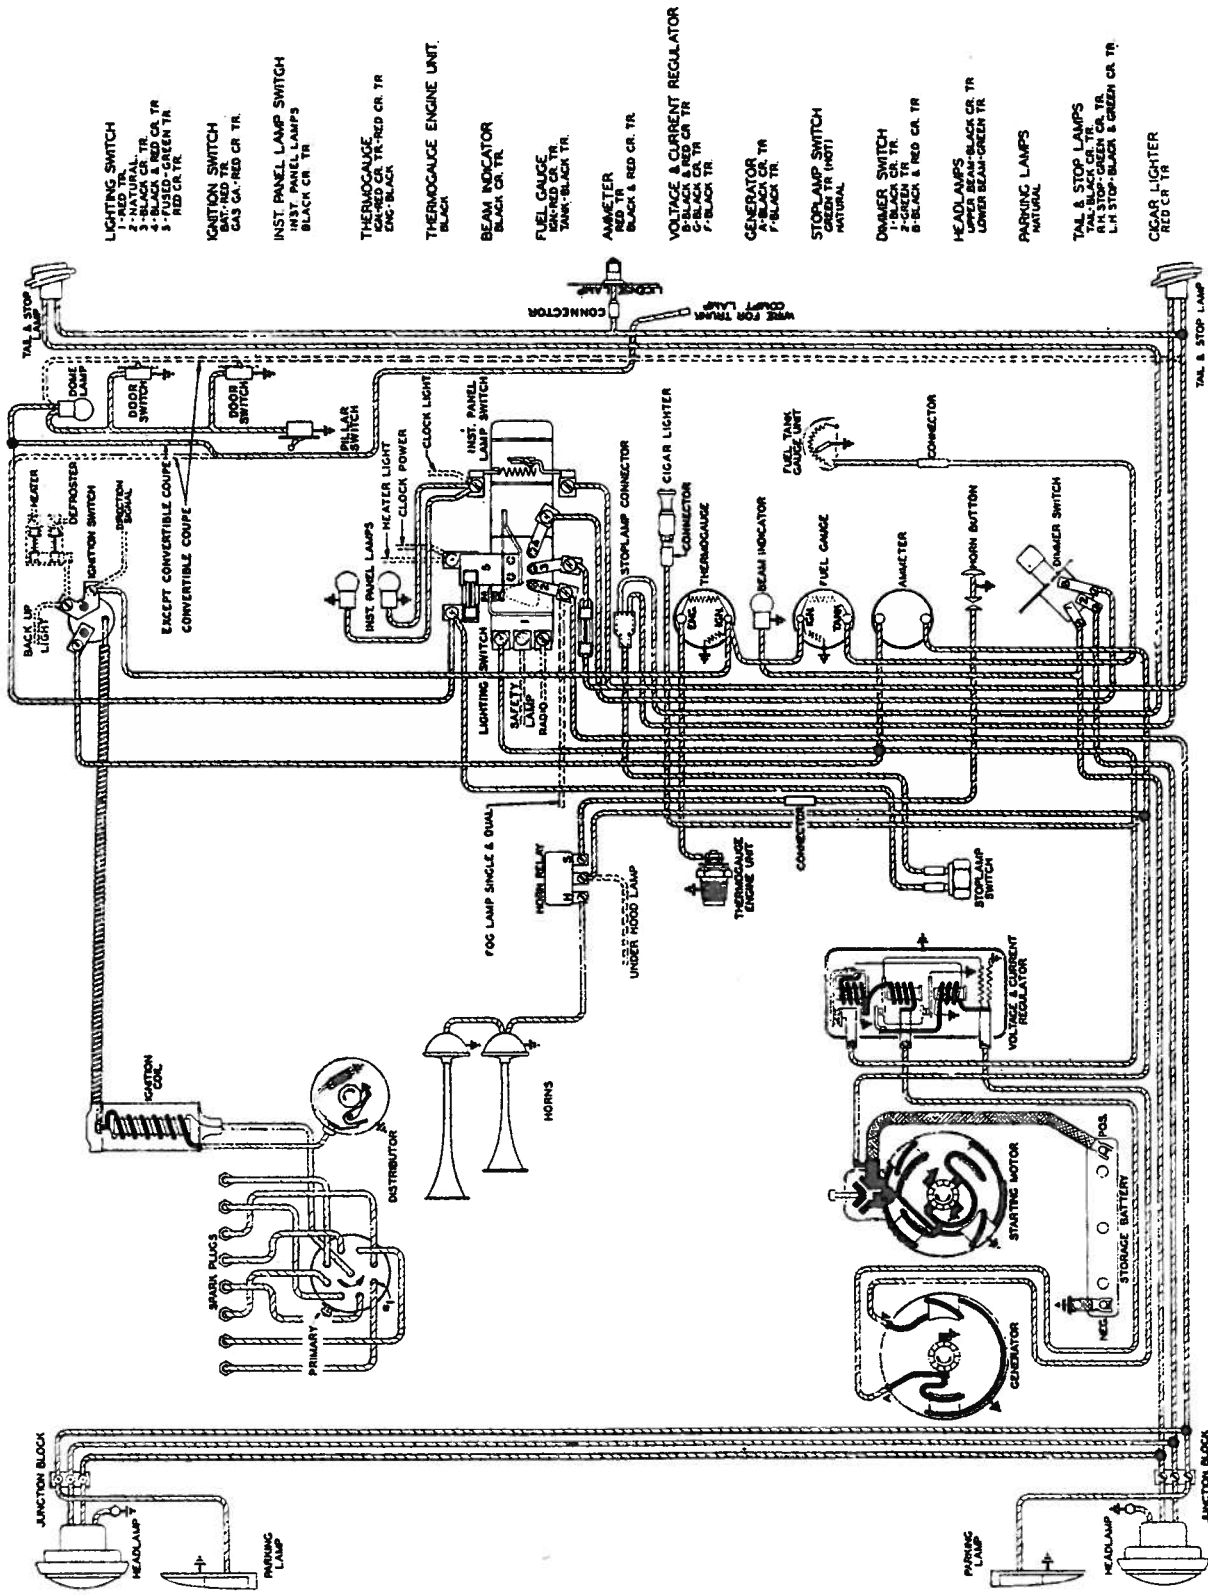 LIGHTING SWITCH
1-RED TR.
2-NATURAL.
3-BLACK CR. TR.
4-BLACK & RED CR. TR
5-FUSED-GREEN TR
RED CR TR.
IGNITION SWITCH
BAT.-RED TR.
GAS GA.-RED CR TR.
INST. PANEL LAMP SWITCH
INST. PANEL LAMPS
BLACK CR TR
THERMOGAUGE
IGN-RED CR. TR-RED CR. TR
ENG.-BLACK
THERMOGAUGE ENGINE UNIT.
BLACK
BEAM INDICATOR
BLACK CR. TR.
FUEL GAUGE
IGN.-RED CR. TR.
TANK-BLACK TR.
AMMETER
RED TR
BLACK & RED CR. TR.
VOLTAGE & CURRENT REGULATOR
B-BLACK & RED CR TR
G-BLACK CR. TR.
F-BLACK TR.
GENERATOR
A-BLACK CR. TR
F-BLACK TR.
STOPLAMP SWITCH
GREEN TR (HOT)
NATURAL
DIMMER SWITCH
1-BLACK CR. TR.
2-GREEN TR
B-BLACK & RED CR. TR
HEADLAMPS
UPPER BEAM-BLACK CR. TR
LOWER BEAM-GREEN TR
PARKING LAMPS
NATURAL
TAIL & STOP LAMPS
TAIL-BLACK CR. TR.
R.H. STOP-GREEN CR. TR.
L.H. STOP-BLACK & GREEN CR. TR
CIGAR LIGHTER
RED CR TR
TAIL & STOP
LAMP
CONNECTOR
WIRE FOR TRUNK
COMPT LAMP
TAIL & STOP LAMP
DOME
LAMP
DOOR
SWITCH
DOOR
SWITCH
PILLAR
SWITCH
EXCEPT CONVERTIBLE COUPE
CONVERTIBLE COUPE
HEATER
DEFROSTER
IGNITION SWITCH
DIRECTION
SIGNAL
BACK UP
LIGHT
CLOCK LIGHT
INST. PANEL
LAMP SWITCH
HEATER LIGHT
CLOCK POWER
INST. PANEL LAMPS
LIGHTING SWITCH
SAFETY
LAMP
RADIO
STOPLAMP CONNECTOR
CIGAR LIGHTER
CONNECTOR
THERMOGAUGE
ENG.
IGN.
BEAM INDICATOR
FUEL GAUGE
IGN.
TANK
AMMETER
FUEL TANK
GAUGE UNIT
CONNECTOR
HORN BUTTON
DIMMER SWITCH
FOG LAMP SINGLE & DUAL
HORN RELAY
H
S
UNDER HOOD LAMP
THERMOGAUGE
ENGINE UNIT
CONNECTOR
STOPLAMP
SWITCH
VOLTAGE & CURRENT
REGULATOR
IGNITION
COIL
DISTRIBUTOR
HORNS
SPARK PLUGS
PRIMARY
STARTING MOTOR
STORAGE BATTERY
POS.
NEG.
GENERATOR
JUNCTION BLOCK
HEADLAMP
PARKING
LAMP
PARKING
LAMP
HEADLAMP
JUNCTION BLOCK